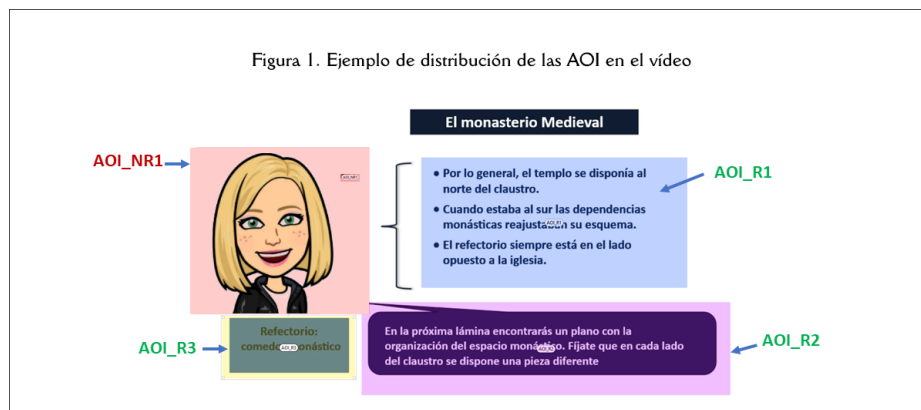 Figura 1. Ejemplo de distribución de las AOI en el vídeo
El monasterio Medieval
AOI_NR1
AOI_NR1
• Por lo general, el templo se disponía al
norte del claustro.
• Cuando estaba al sur las dependencias
monásticas reajustaban su esquema.
• El refectorio siempre está en el lado
opuesto a la iglesia.
AOI_R1
Refectorio:
comedor monástico
AOI_R3
AOI_R3
En la próxima lámina encontrarás un plano con la
organización del espacio monástico. Fíjate que en cada lado
del claustro se dispone una pieza diferente
AOI_R2